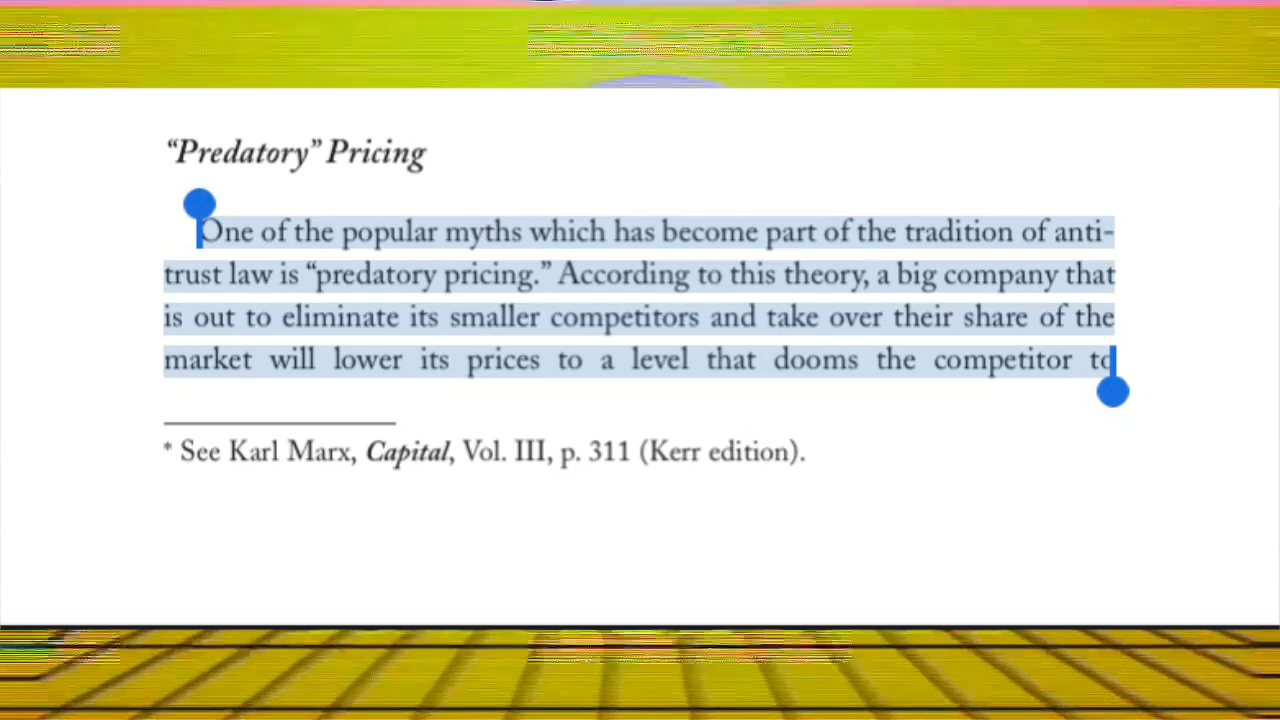 “Predatory” Pricing
One of the popular myths which has become part of the tradition of anti-
trust law is “predatory pricing.” According to this theory, a big company that
is out to eliminate its smaller competitors and take over their share of the
market will lower its prices to a level that dooms the competitor to
* See Karl Marx, Capital, Vol. III, p. 311 (Kerr edition).